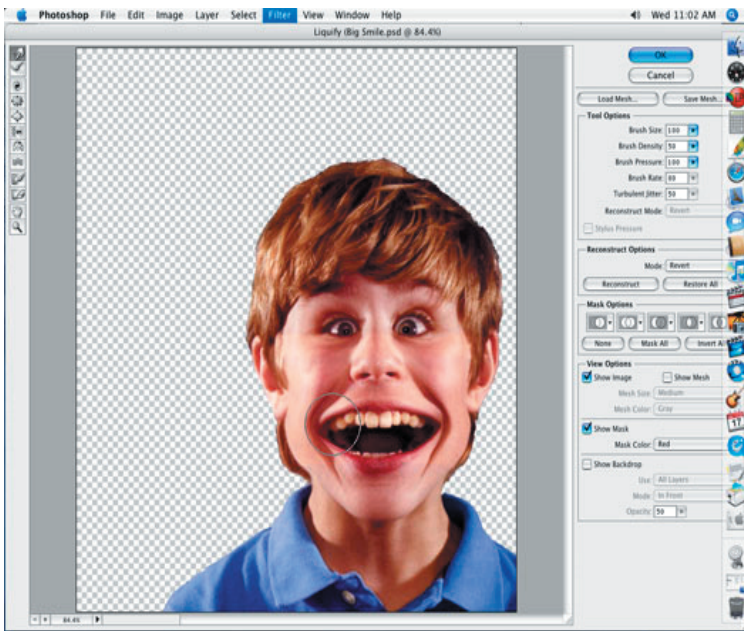 Photoshop File Edit Image Layer Select Filter View Window Help Wed 11:02 AM
Liquify (Big Smile.psd @ 84.4%)
OK
Cancel
Load Mesh... Save Mesh...
Tool Options
Brush Size: 100
Brush Density: 50
Brush Pressure: 100
Brush Rate: 80
Turbulent Jitter: 50
Reconstruct Mode: Revert
Stylus Pressure
Reconstruct Options
Mode: Revert
Reconstruct Restore All
Mask Options
None Mask All Invert Al
View Options
Show Image Show Mesh
Mesh Size: Medium
Mesh Color: Gray
Show Mask
Mask Color: Red
Show Backdrop
Use: All Layers
Mode: In Front
Opacity: 50
17
84.4%